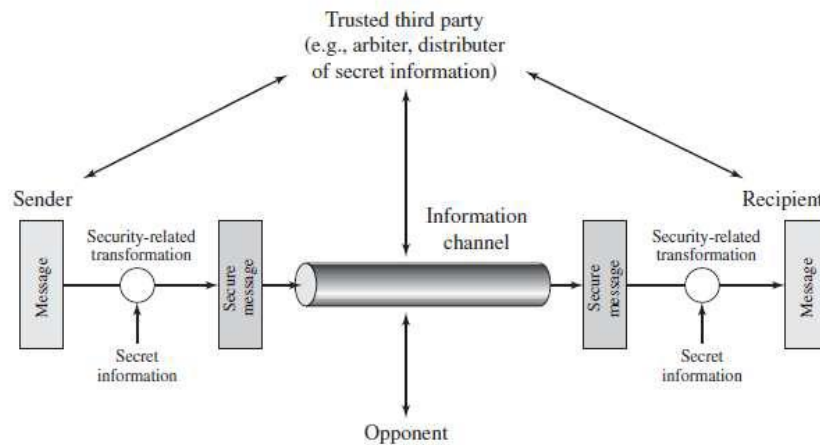 Trusted third party
(e.g., arbiter, distributer
of secret information)
Sender
Recipient
Information
channel
Security-related
transformation
Security-related
transformation
Message
Secure
message
Secure
message
Message
Secret
information
Secret
information
Opponent